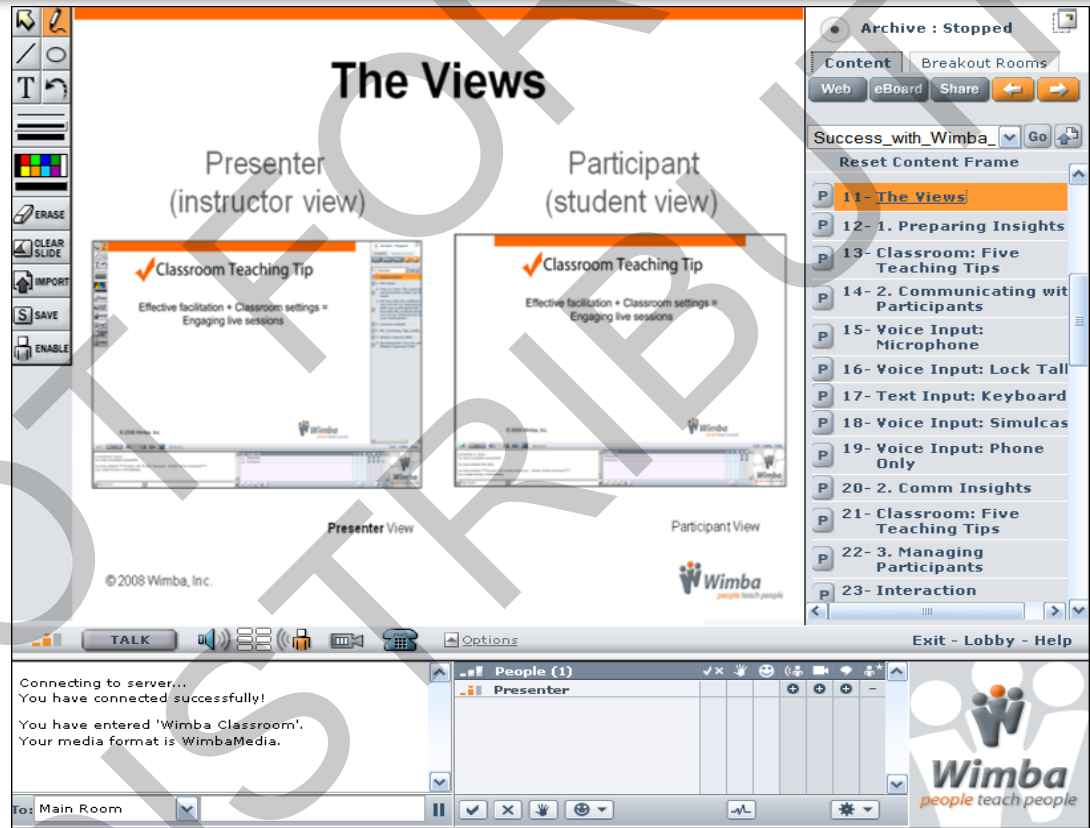 Archive : Stopped
Content
Breakout Rooms
Web
eBoard
Share
T
Success_with_Wimba_
Go
Reset Content Frame
ERASE
CLEAR
SLIDE
IMPORT
S SAVE
ENABLE
The Views
Presenter
(instructor view)
Participant
(student view)
Classroom Teaching Tip
Effective facilitation + Classroom settings =
Engaging live sessions
Wimba
Classroom Teaching Tip
Effective facilitation + Classroom settings =
Engaging live sessions
Wimba
Presenter View
Participant View
© 2008 Wimba, Inc.
Wimba
people teach people
P 11- The Views
P 12- 1. Preparing Insights
P 13- Classroom: Five
Teaching Tips
P 14- 2. Communicating wit
Participants
P 15- Voice Input:
Microphone
P 16- Voice Input: Lock Tall
P 17- Text Input: Keyboard
P 18- Voice Input: Simulcas
P 19- Voice Input: Phone
Only
P 20- 2. Comm Insights
P 21- Classroom: Five
Teaching Tips
P 22- 3. Managing
Participants
P 23- Interaction
TALK
Options
Exit - Lobby - Help
Connecting to server...
You have connected successfully!
You have entered 'Wimba Classroom'.
Your media format is WimbaMedia.
To: Main Room
People (1)
Presenter
Wimba
people teach people
OT FOR
ISTRIBUTI